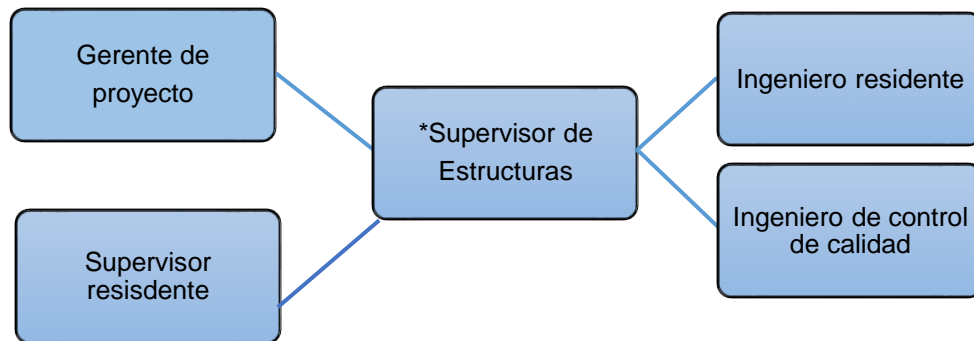 Gerente de
proyecto
Supervisor
resisdente
*Supervisor de
Estructuras
Ingeniero residente
Ingeniero de control
de calidad